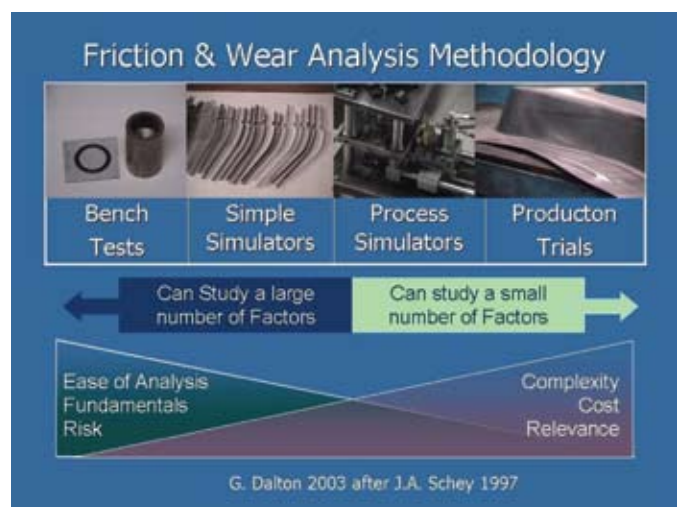 Friction & Wear Analysis Methodology
Bench
Tests
Simple
Simulators
Process
Simulators
Producton
Trials
Can Study a large
number of Factors
Can study a small
number of Factors
Ease of Analysis
Fundamentals
Risk
Complexity
Cost
Relevance
G. Dalton 2003 after J.A. Schey 1997